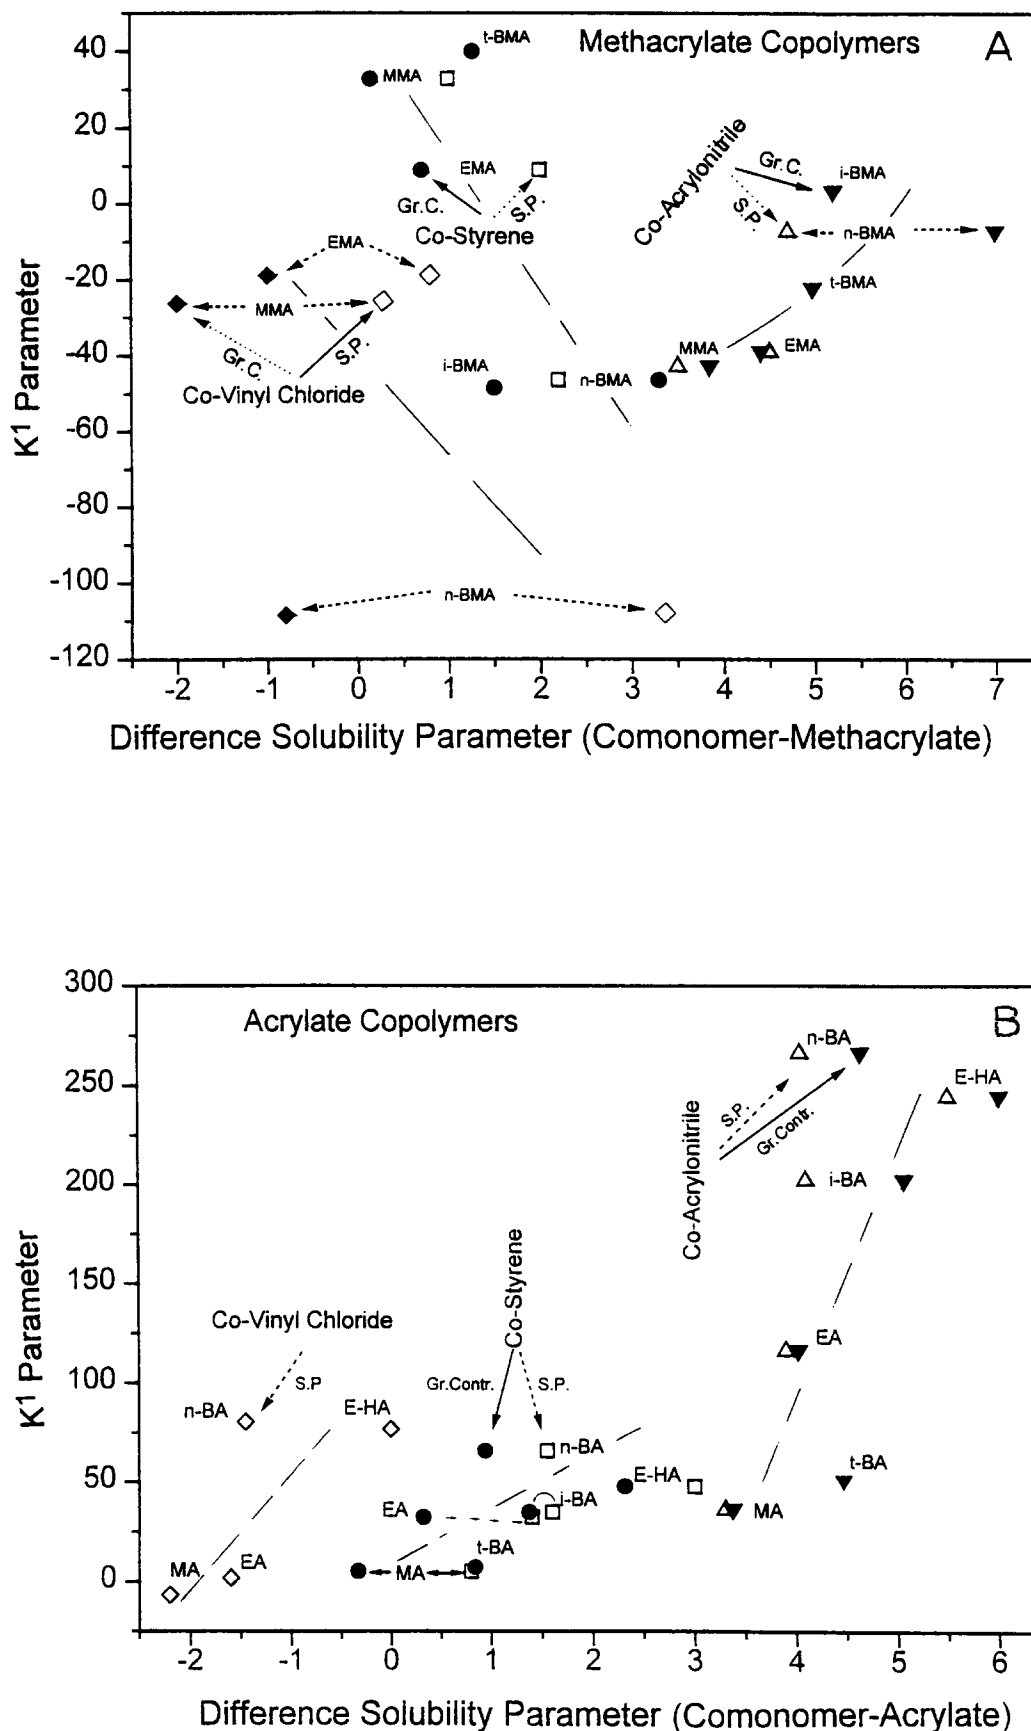 Methacrylate Copolymers
A
40
20
0
-20
-40
-60
-80
-100
-120
K1 Parameter
t-BMA
MMA
EMA
Gr.C.
S.P.
Co-Styrene
Co-Acrylonitrile
Gr.C.
S.P.
i-BMA
n-BMA
t-BMA
EMA
MMA
Gr.C.
S.P.
Co-Vinyl Chloride
i-BMA
n-BMA
MMA
EMA
n-BMA
-2 -1 0 1 2 3 4 5 6 7
Difference Solubility Parameter (Comonomer-Methacrylate)
Acrylate Copolymers
B
300
250
200
150
100
50
0
K1 Parameter
n-BA
E-HA
S.P.
Gr.Contr.
Co-Acrylonitrile
i-BA
Co-Styrene
Co-Vinyl Chloride
EA
S.P
Gr.Contr.
S.P.
n-BA
E-HA
n-BA
E-HA
t-BA
EA
i-BA
MA
MA
EA
MA
t-BA
-2 -1 0 1 2 3 4 5 6
Difference Solubility Parameter (Comonomer-Acrylate)